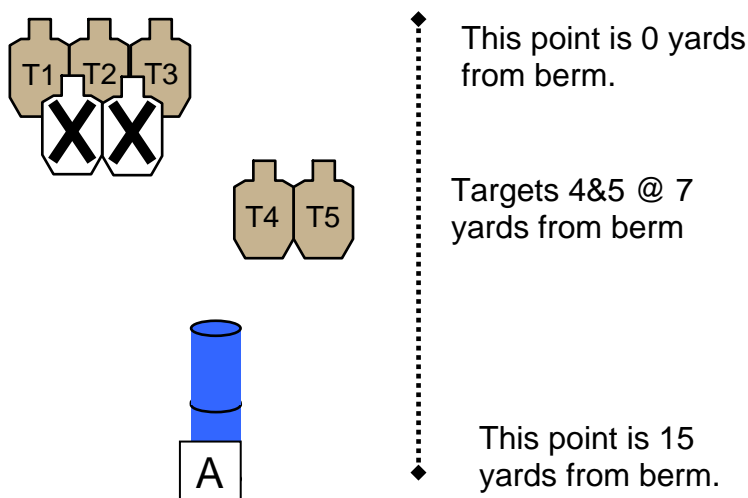 T1 T2 T3
X X
This point is 0 yards
from berm.
T4 T5
Targets 4&5 @ 7
yards from berm
A
This point is 15
yards from berm.